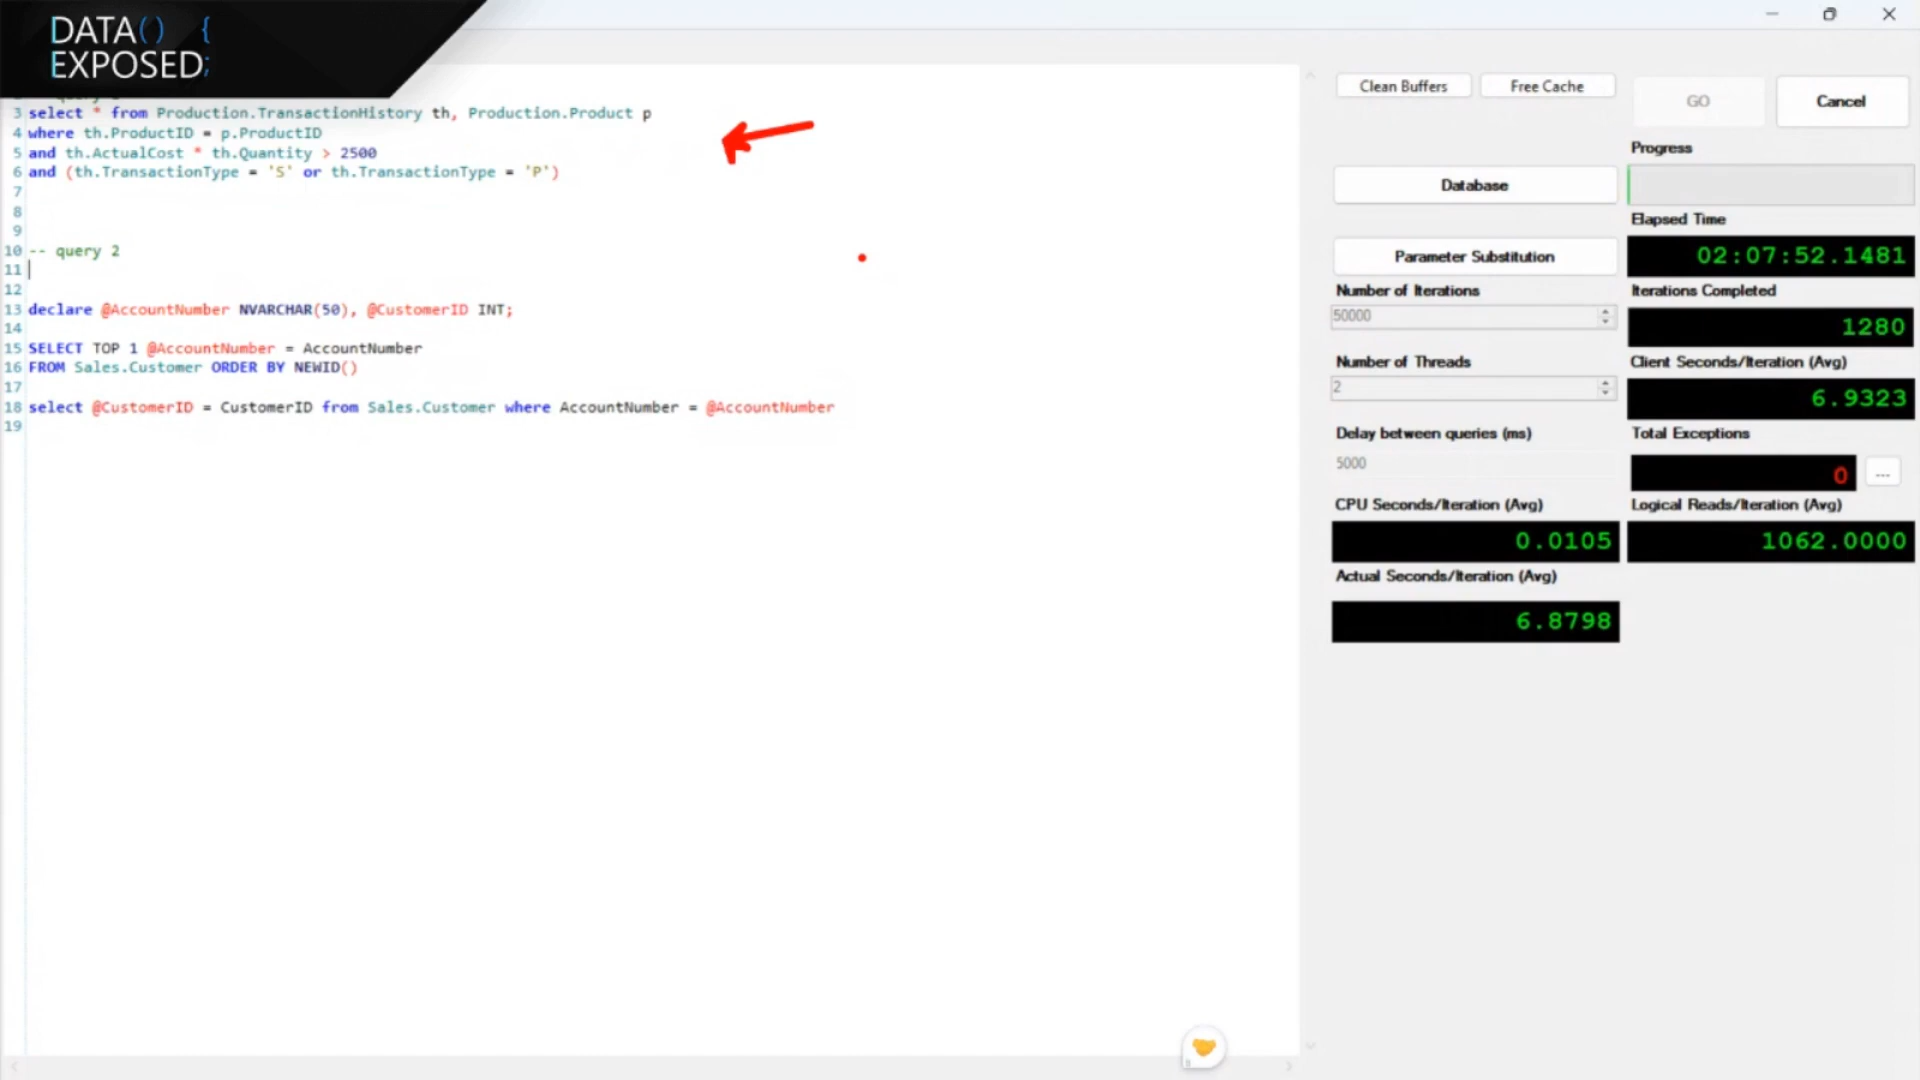 DATA() {
EXPOSED;
3 select * from Production.TransactionHistory th, Production.Product p
4 where th.ProductID = p.ProductID
5 and th.ActualCost * th.Quantity > 2500
6 and (th.TransactionType = 'S' or th.TransactionType = 'P')
7
8
9
10 -- query 2
11
12
13 declare @AccountNumber NVARCHAR(50), @CustomerID INT;
14
15 SELECT TOP 1 @AccountNumber = AccountNumber
16 FROM Sales.Customer ORDER BY NEWID()
17
18 select @CustomerID = CustomerID from Sales.Customer where AccountNumber = @AccountNumber
19
Clean Buffers
Free Cache
GO
Cancel
Progress
Database
Elapsed Time
02:07:52.1481
Parameter Substitution
Number of Iterations
50000
Iterations Completed
1280
Number of Threads
2
Client Seconds/Iteration (Avg)
6.9323
Delay between queries (ms)
5000
Total Exceptions
0
...
CPU Seconds/Iteration (Avg)
0.0105
Logical Reads/Iteration (Avg)
1062.0000
Actual Seconds/Iteration (Avg)
6.8798